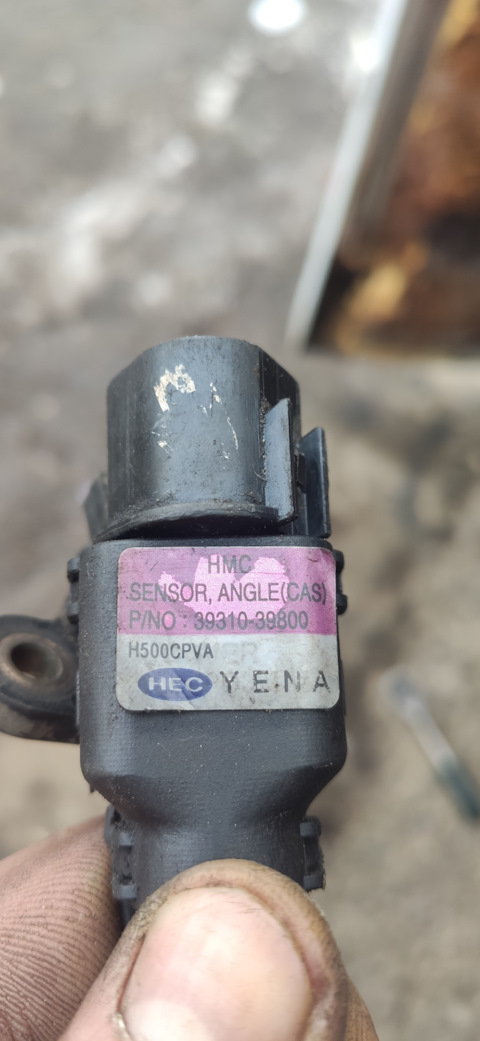 HMC
SENSOR, ANGLE(CAS)
P/NO : 39310-39800
H500CPVA
HEC YENA